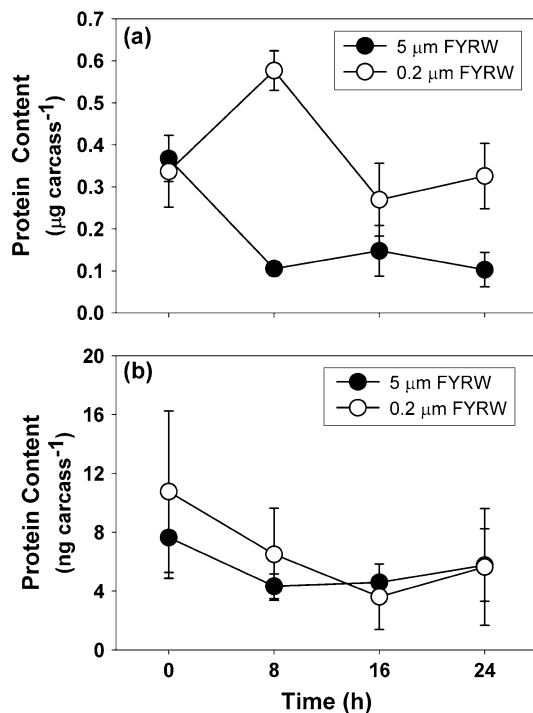 (a)
5 μm FYRW
0.2 μm FYRW
0.7
0.6
0.5
0.4
0.3
0.2
0.1
0.0
Protein Content
(μg carcass⁻¹)
(b)
5 μm FYRW
0.2 μm FYRW
20
16
12
8
4
0
Protein Content
(ng carcass⁻¹)
0 8 16 24
Time (h)